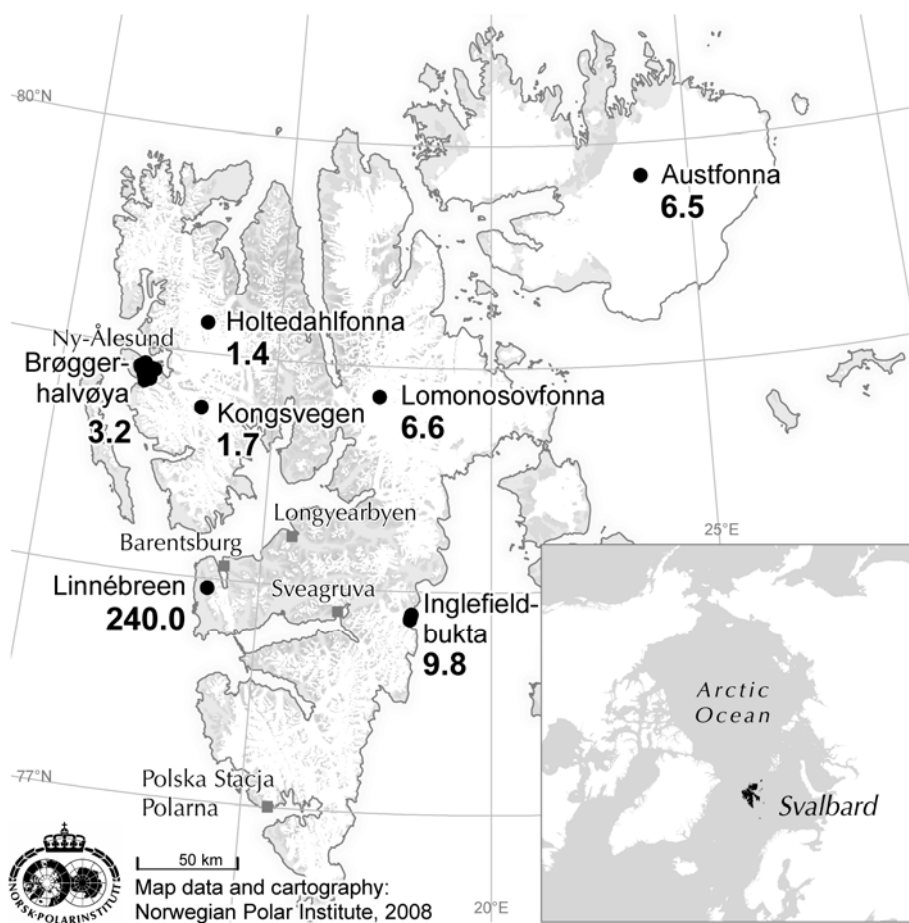 80°N
Austfonna
6.5
Holtedahlfonna
1.4
Ny-Ålesund
Brøgger-
halvøya
3.2
Kongsvegen
1.7
Lomonosovfonna
6.6
Longyearbyen
25°E
Barentsburg
Linnébreen
240.0
Sveagruva
Inglefield-
bukta
9.8
Arctic
Ocean
Svalbard
77°N
Polska Stacja
Polarna
50 km
Map data and cartography:
Norwegian Polar Institute, 2008
20°E
NORSK-POLARINSTITUTT